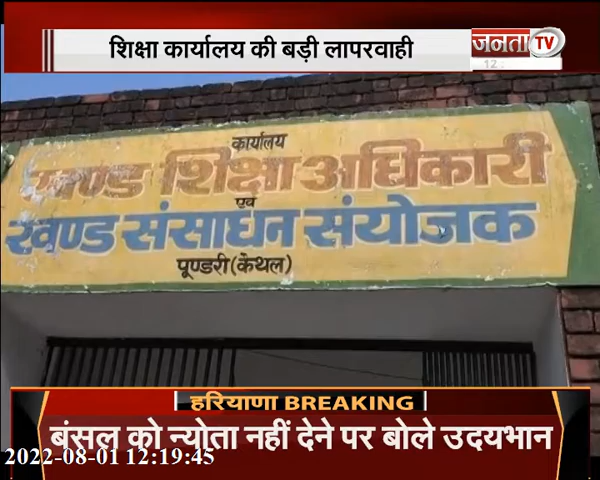 शिक्षा कार्यालय की बड़ी लापरवाही
जनता TV
12
कार्यालय
खण्ड शिक्षा अधिकारी
एवं
खण्ड संसाधन संयोजक
पूण्डरी (कैथल)
हरियाणा BREAKING
बंसल को न्योता नहीं देने पर बोले उदयभान
2022-08-01 12:19:45